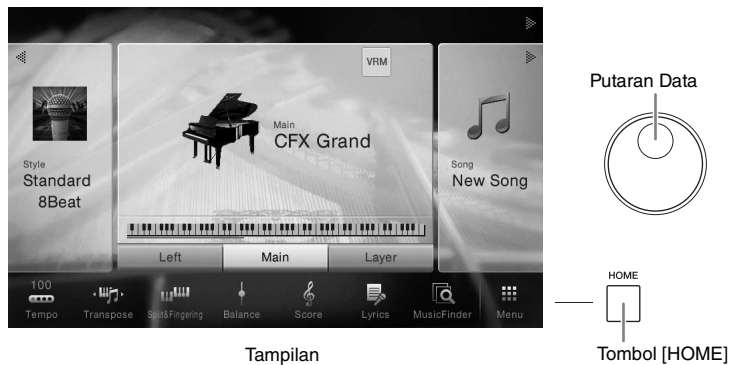 VRM
Main
CFX Grand
Style
Standard
8Beat
Song
New Song
Left
Main
Layer
100
Tempo
Transpose
Split&Fingering
Balance
Score
Lyrics
MusicFinder
Menu
Tampilan
Putaran Data
HOME
Tombol [HOME]